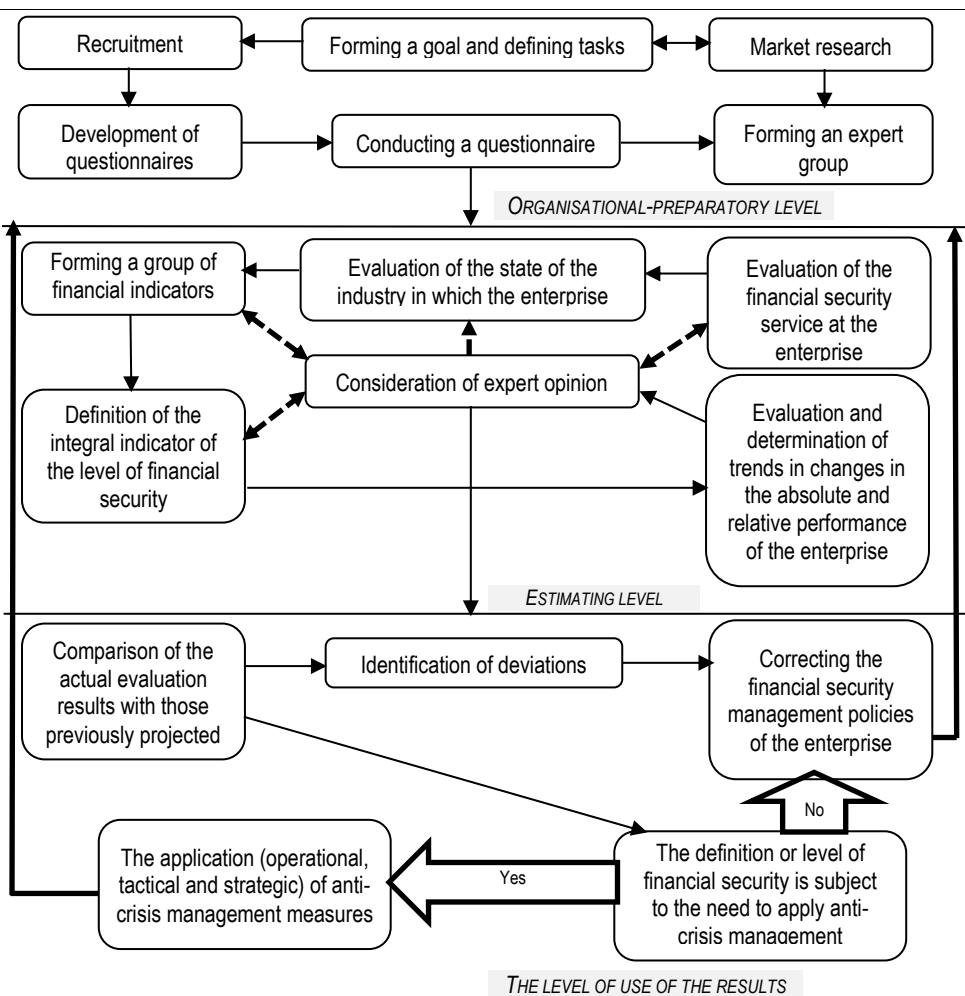 Recruitment
Forming a goal and defining tasks
Market research
Development of
questionnaires
Conducting a questionnaire
Forming an expert
group
ORGANISATIONAL-PREPARATORY LEVEL
Forming a group of
financial indicators
Evaluation of the state of the
industry in which the enterprise
Evaluation of the
financial security
service at the
enterprise
Consideration of expert opinion
Definition of the
integral indicator of
the level of financial
security
Evaluation and
determination of
trends in changes in
the absolute and
relative performance
of the enterprise
ESTIMATING LEVEL
Comparison of the
actual evaluation
results with those
previously projected
Identification of deviations
Correcting the
financial security
management policies
of the enterprise
No
The application (operational,
tactical and strategic) of anti-
crisis management measures
Yes
The definition or level of
financial security is subject
to the need to apply anti-
crisis management
THE LEVEL OF USE OF THE RESULTS